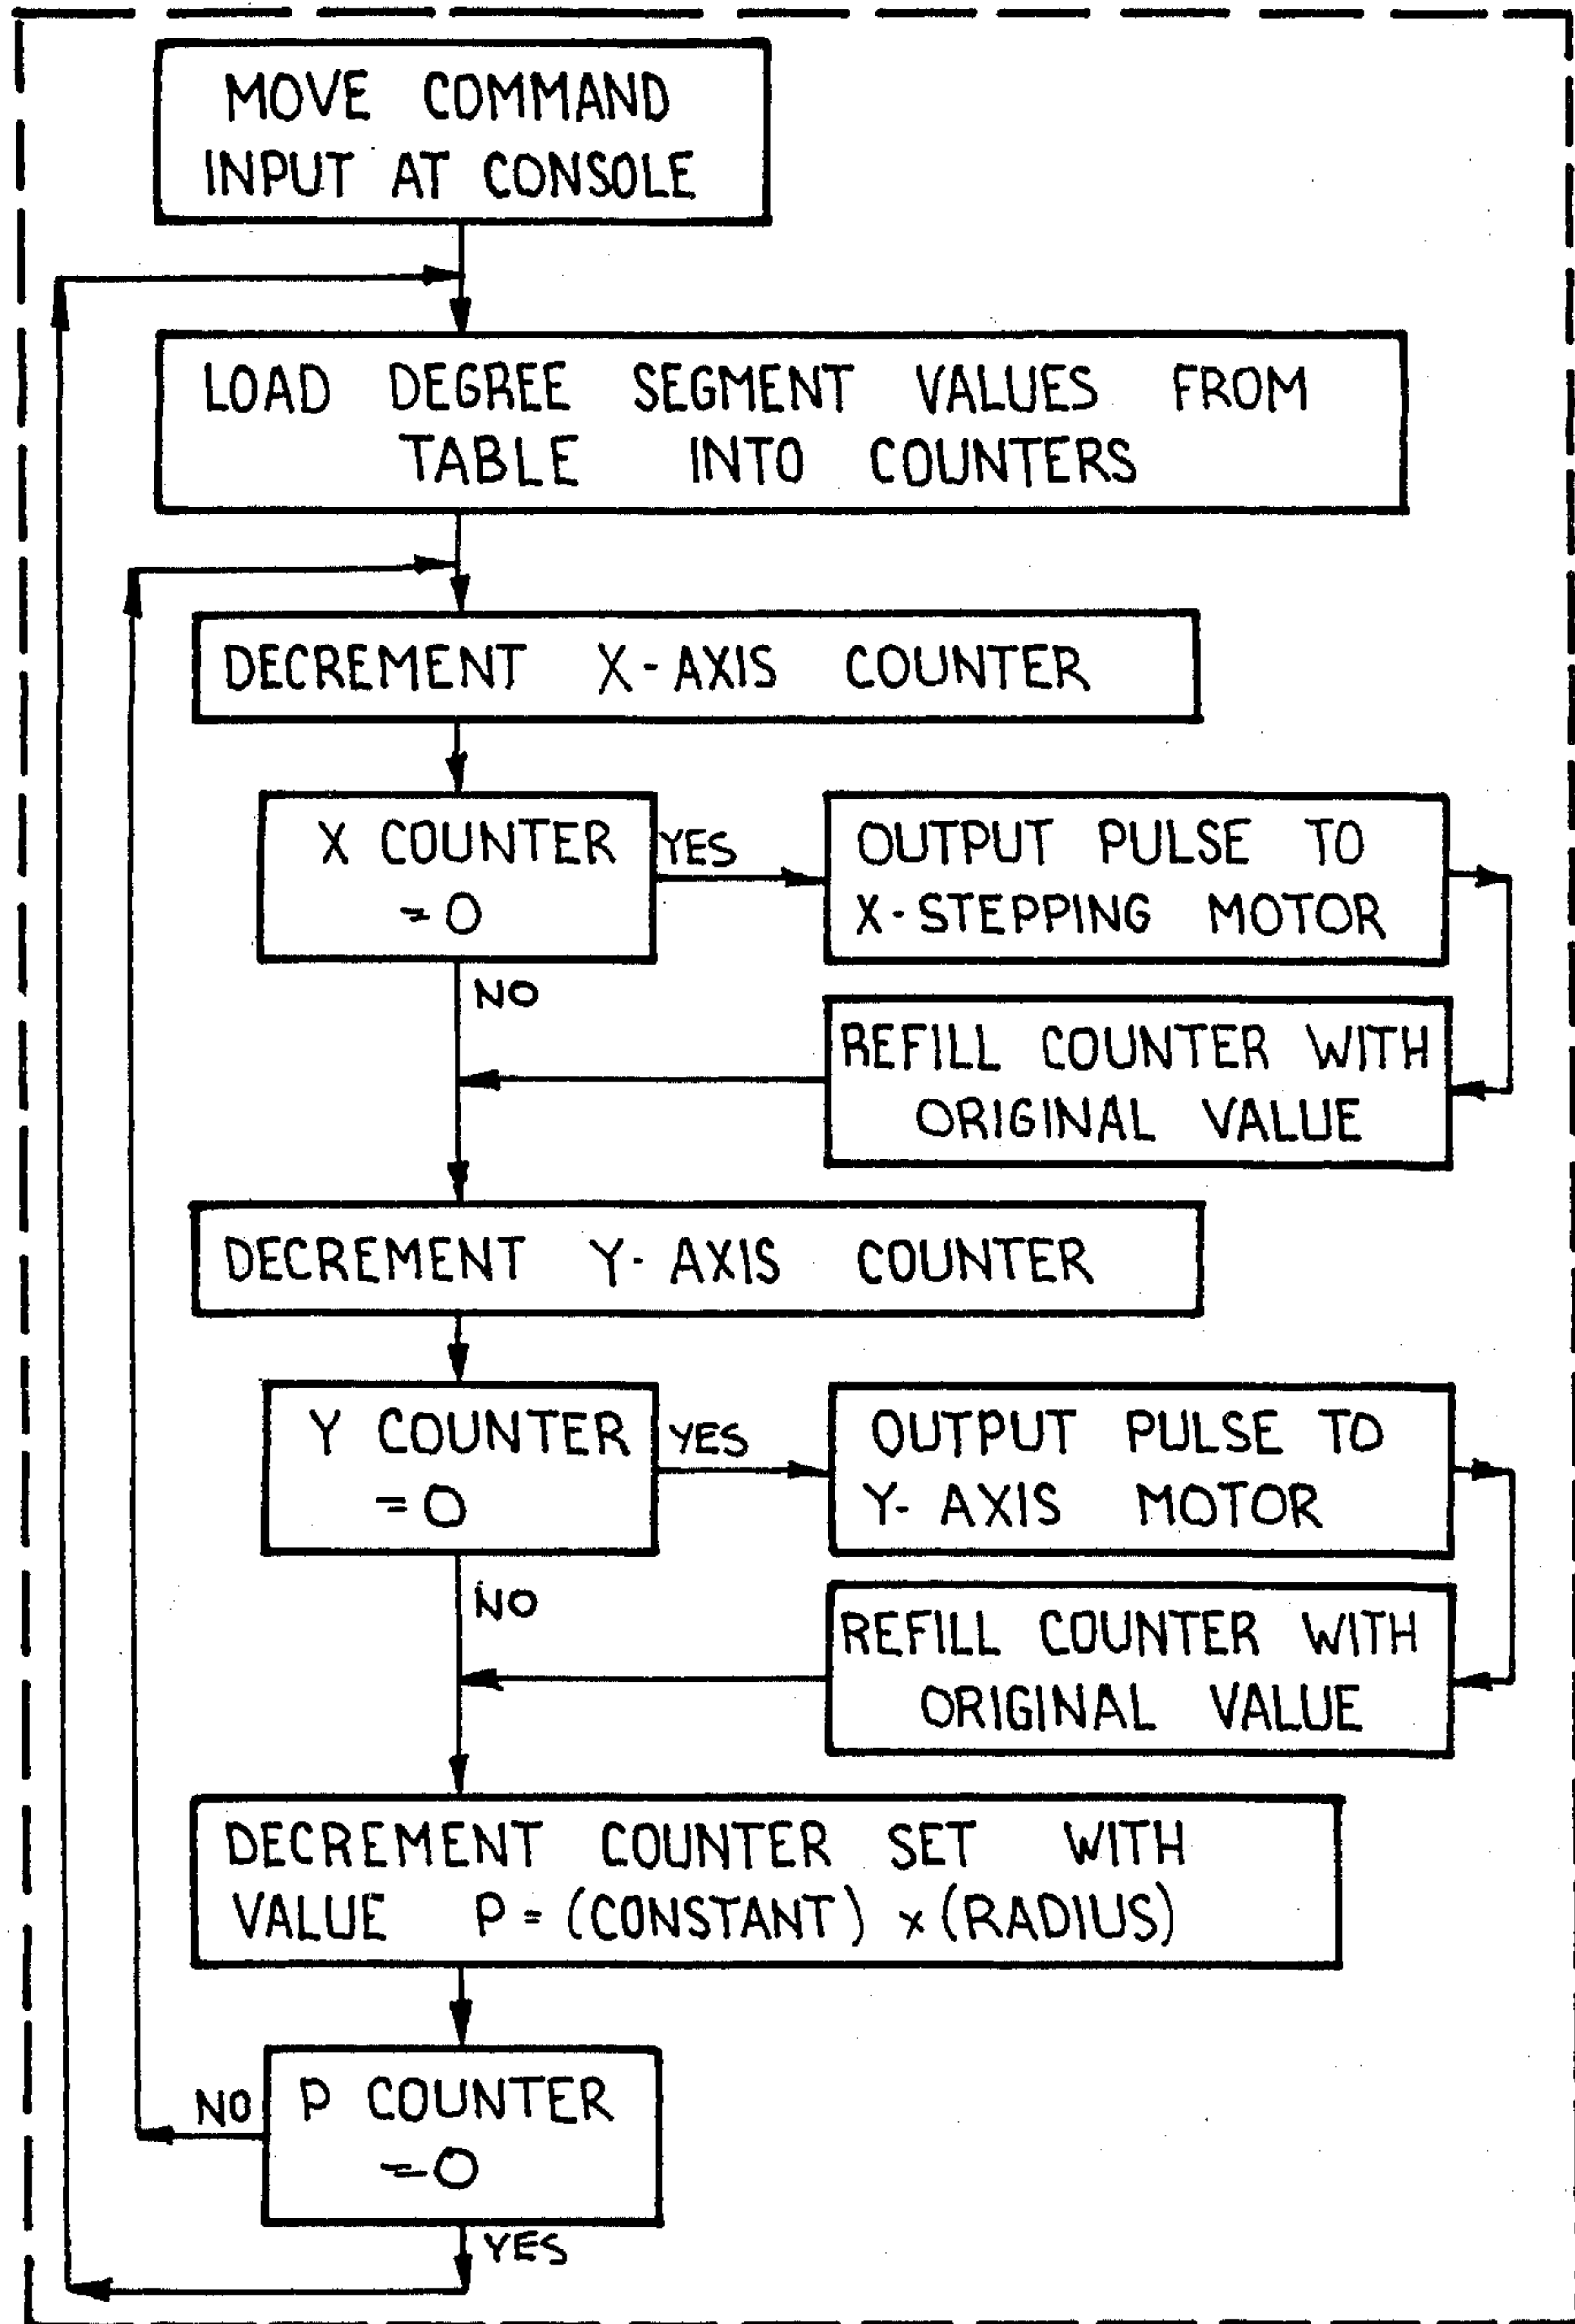 MOVE COMMAND
INPUT AT CONSOLE
LOAD DEGREE SEGMENT VALUES FROM
TABLE INTO COUNTERS
DECREMENT X-AXIS COUNTER
X COUNTER
= 0
YES
OUTPUT PULSE TO
X-STEPPING MOTOR
NO
REFILL COUNTER WITH
ORIGINAL VALUE
DECREMENT Y-AXIS COUNTER
Y COUNTER
= 0
YES
OUTPUT PULSE TO
Y-AXIS MOTOR
NO
REFILL COUNTER WITH
ORIGINAL VALUE
DECREMENT COUNTER SET WITH
VALUE P = (CONSTANT) x (RADIUS)
NO
P COUNTER
= 0
YES